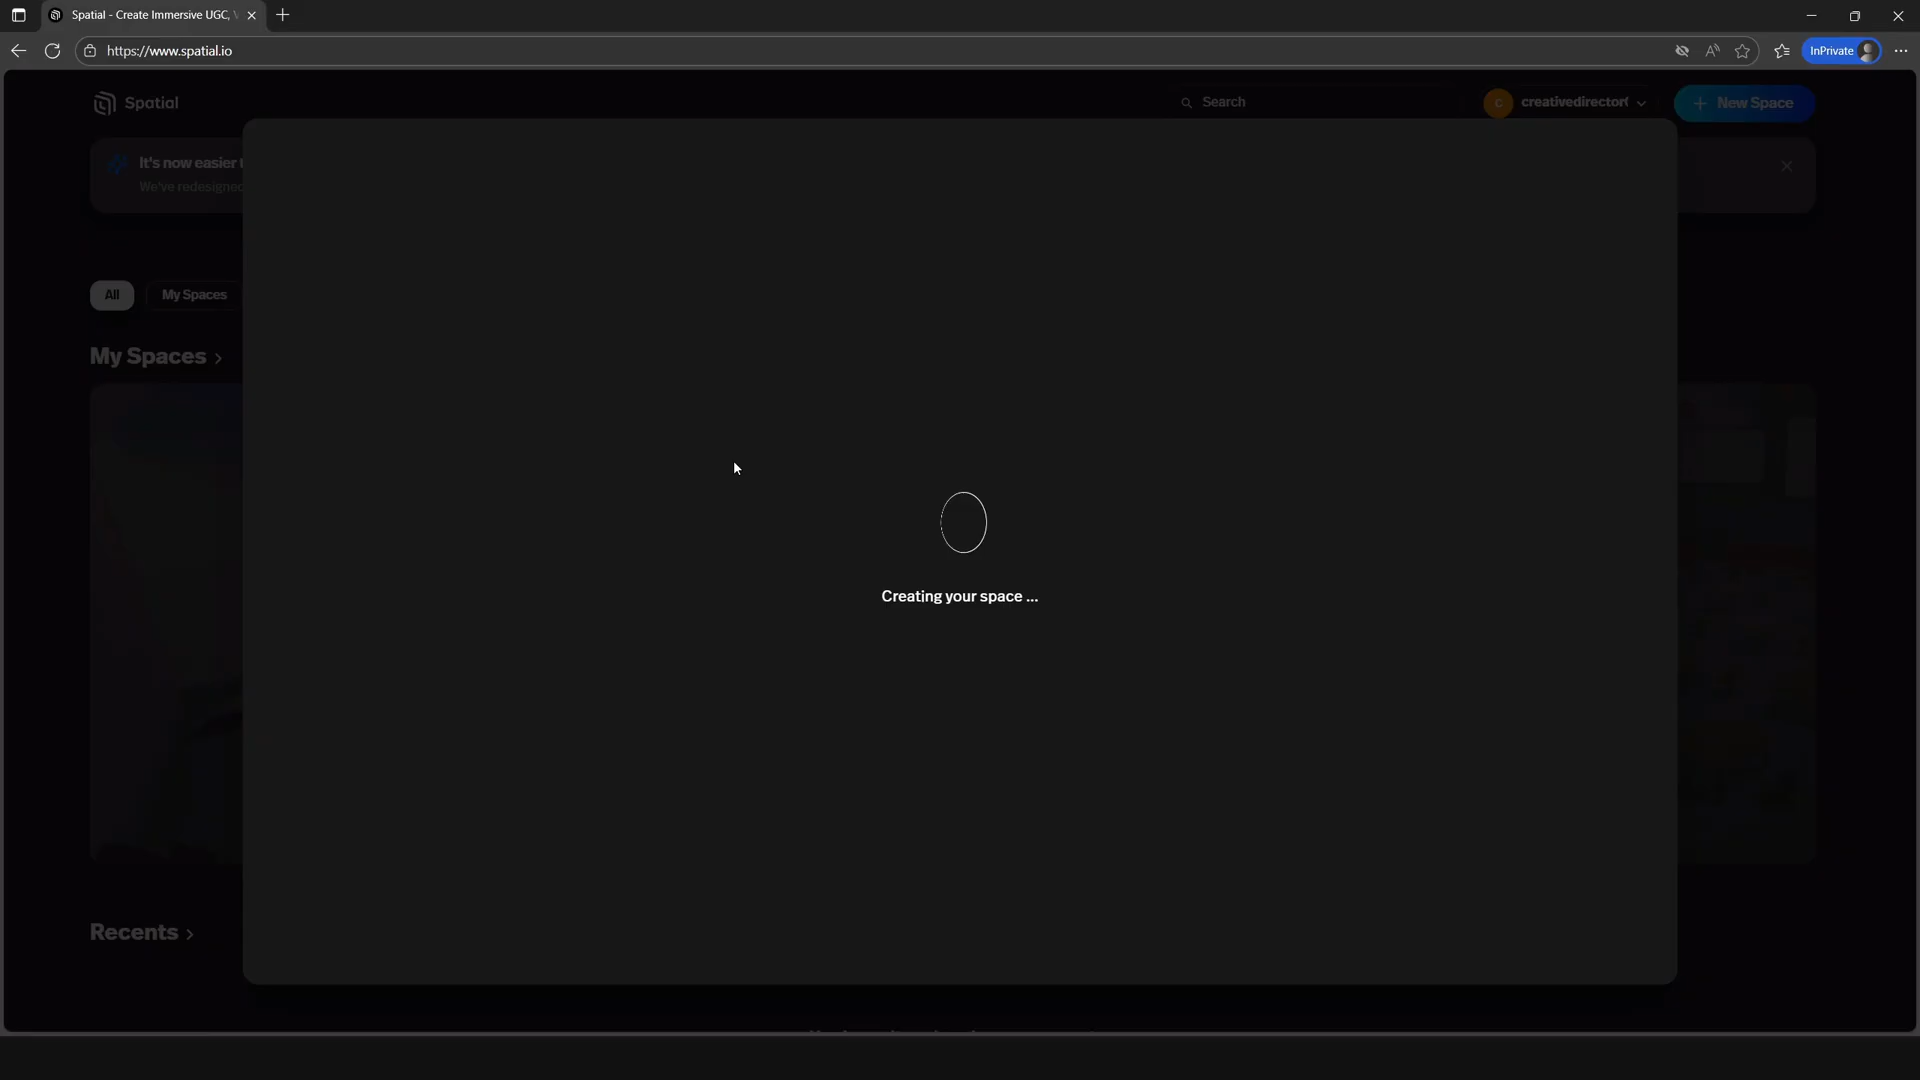 Spatial - Create Immersive UGC,
https://www.spatial.io
InPrivate
Spatial
Search
C
creativedirector
New Space
It's now easier
We've redesigned
All
My Spaces
My Spaces
Creating your space ...
Recents